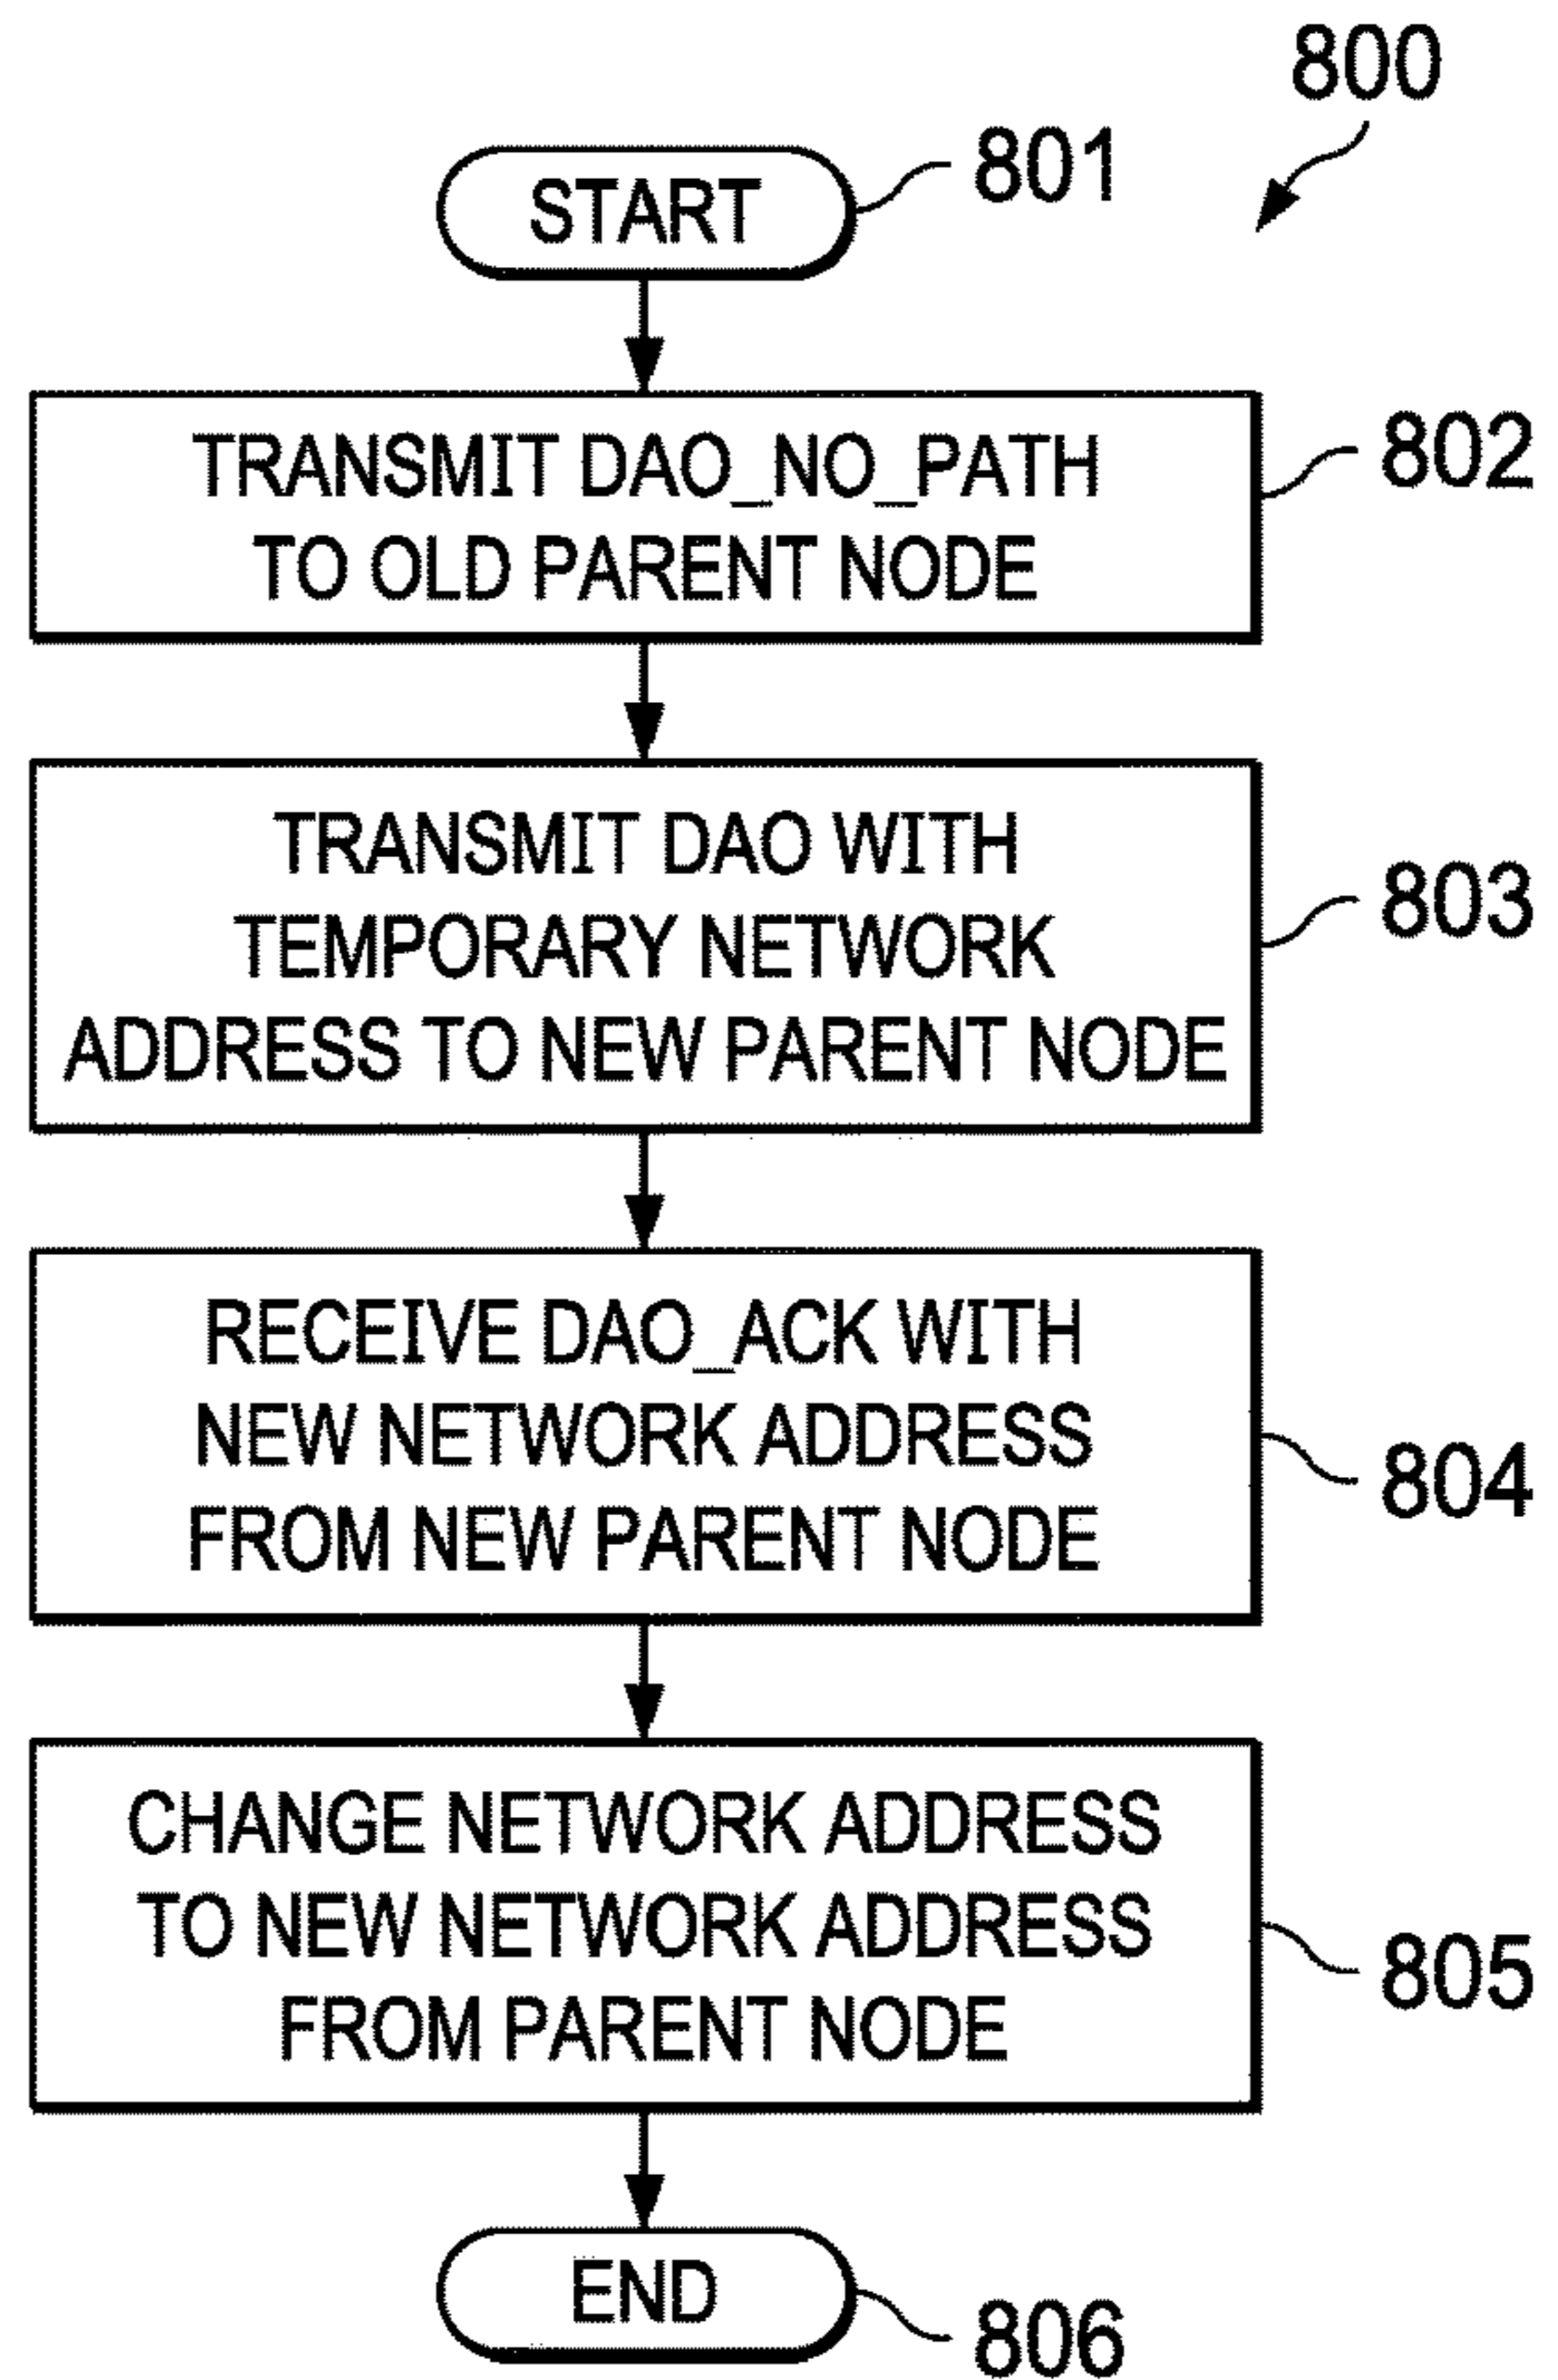 800
START
801
TRANSMIT DAO_NO_PATH
TO OLD PARENT NODE
802
TRANSMIT DAO WITH
TEMPORARY NETWORK
ADDRESS TO NEW PARENT NODE
803
RECEIVE DAO_ACK WITH
NEW NETWORK ADDRESS
FROM NEW PARENT NODE
804
CHANGE NETWORK ADDRESS
TO NEW NETWORK ADDRESS
FROM PARENT NODE
805
END
806